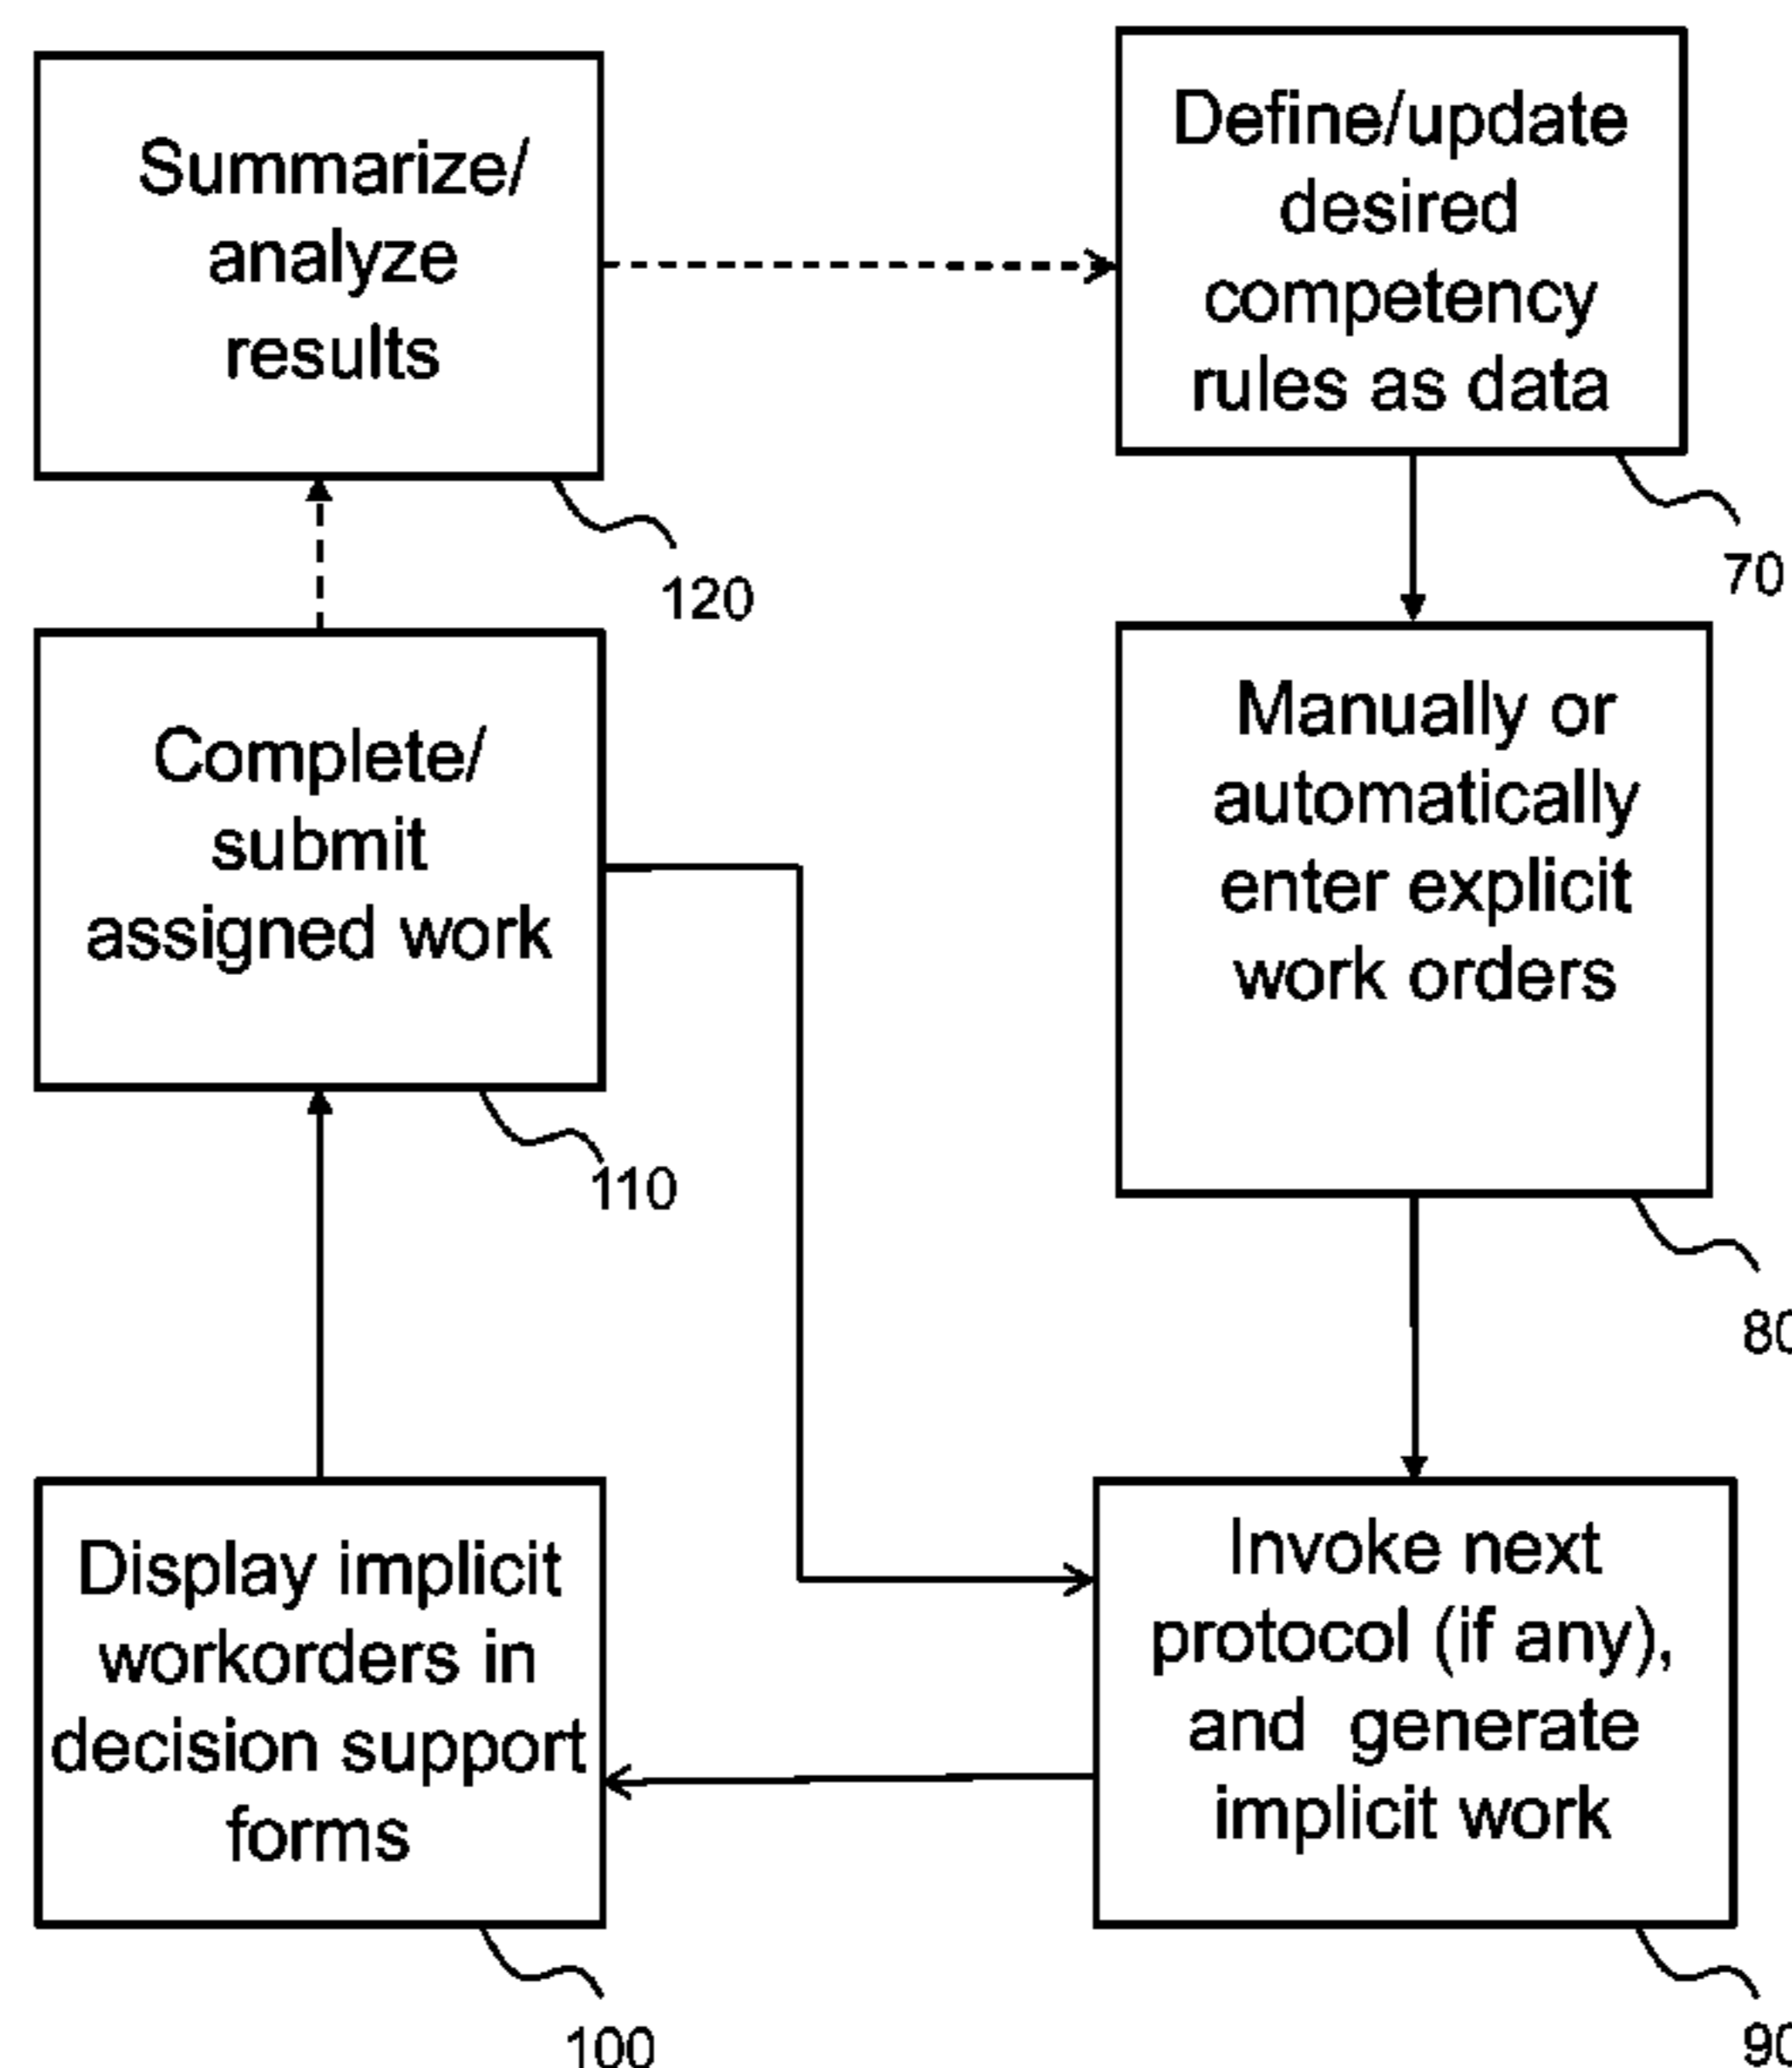 Summarize/
analyze
results
120
Define/update
desired
competency
rules as data
70
Complete/
submit
assigned work
110
Manually or
automatically
enter explicit
work orders
80
Display implicit
workorders in
decision support
forms
100
Invoke next
protocol (if any),
and generate
implicit work
90